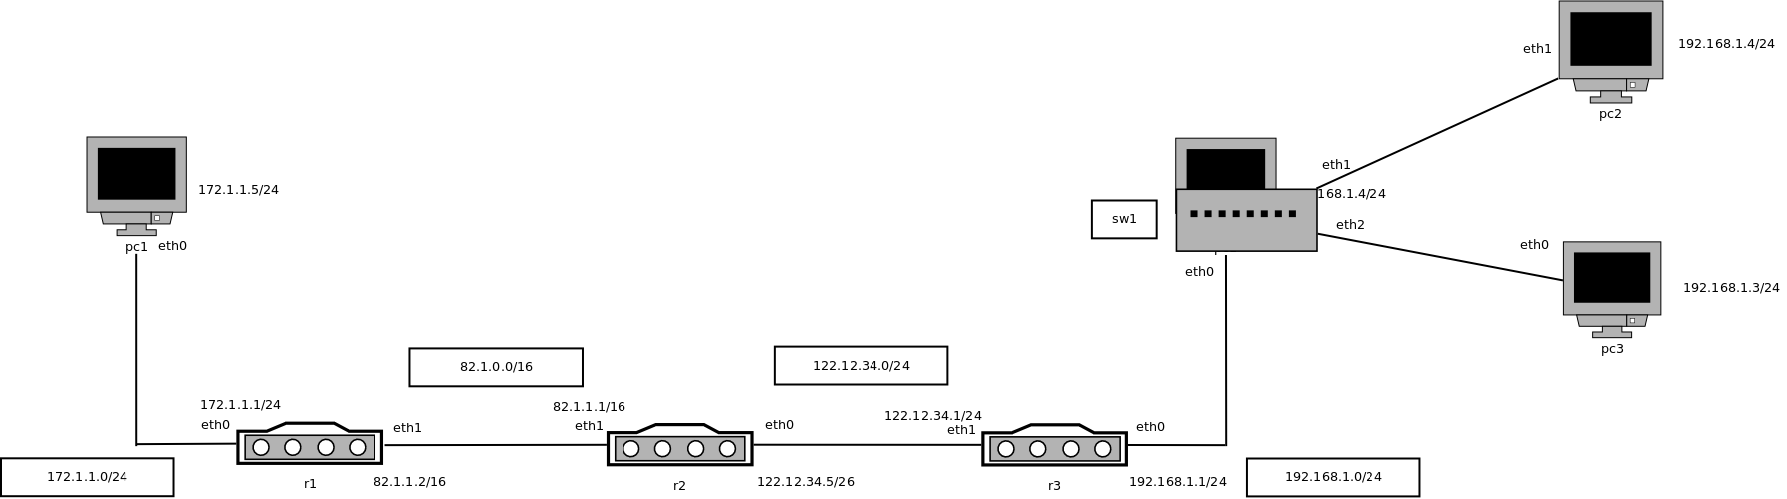 192.168.1.4/24
eth1
pc2
eth1
168.1.4/24
172.1.1.5/24
sw1
eth2
pc1 eth0
eth0
192.168.1.3/24
eth0
pc3
82.1.0.0/16
122.12.34.0/24
172.1.1.1/24
eth0
eth1
82.1.1.1/16
eth1
eth0
122.12.34.1/24
eth1
eth0
172.1.1.0/24
r1
82.1.1.2/16
r2
122.12.34.5/26
r3
192.168.1.1/24
192.168.1.0/24